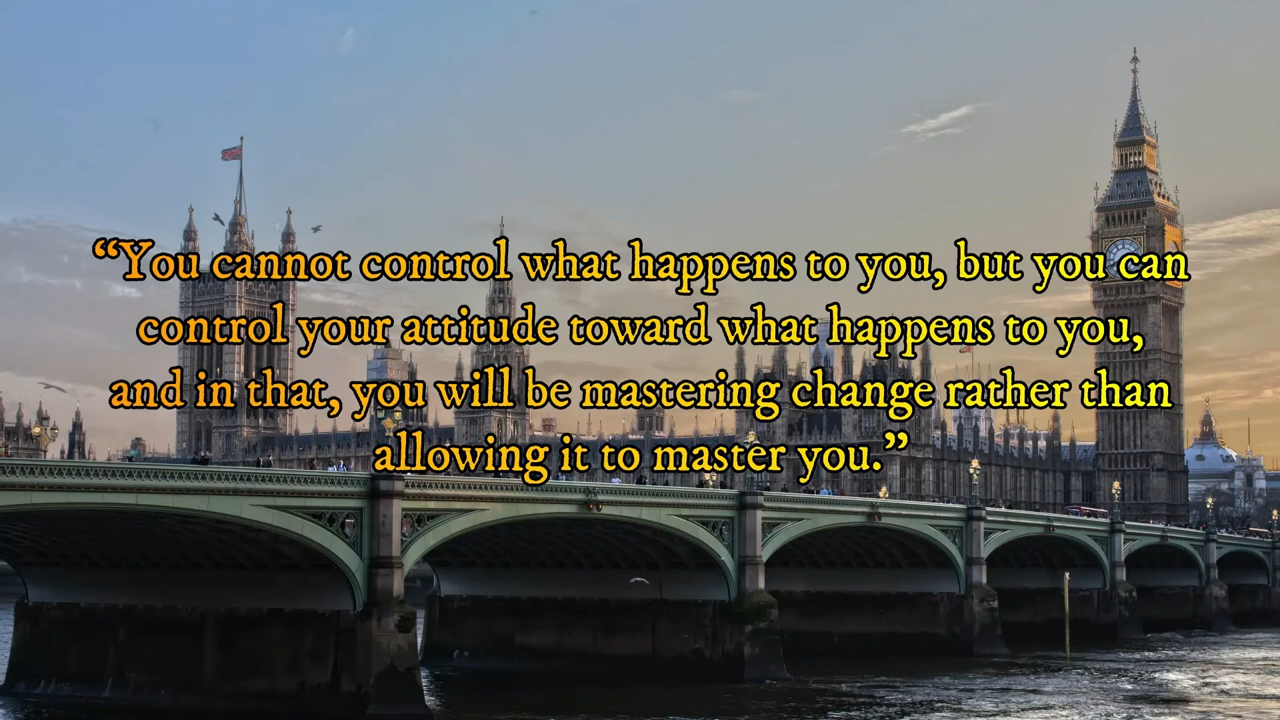 “You cannot control what happens to you, but you can
control your attitude toward what happens to you,
and in that, you will be mastering change rather than
allowing it to master you.”